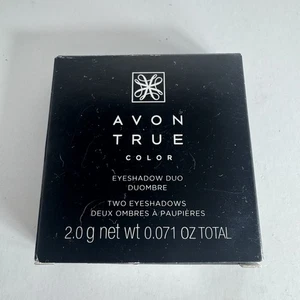 AVON
TRUE
COLOR
EYESHADOW DUO
DUOMBRE
TWO EYESHADOWS
DEUX OMBRES À PAUPIÈRES
2.0 g net wt 0.071 OZ TOTAL